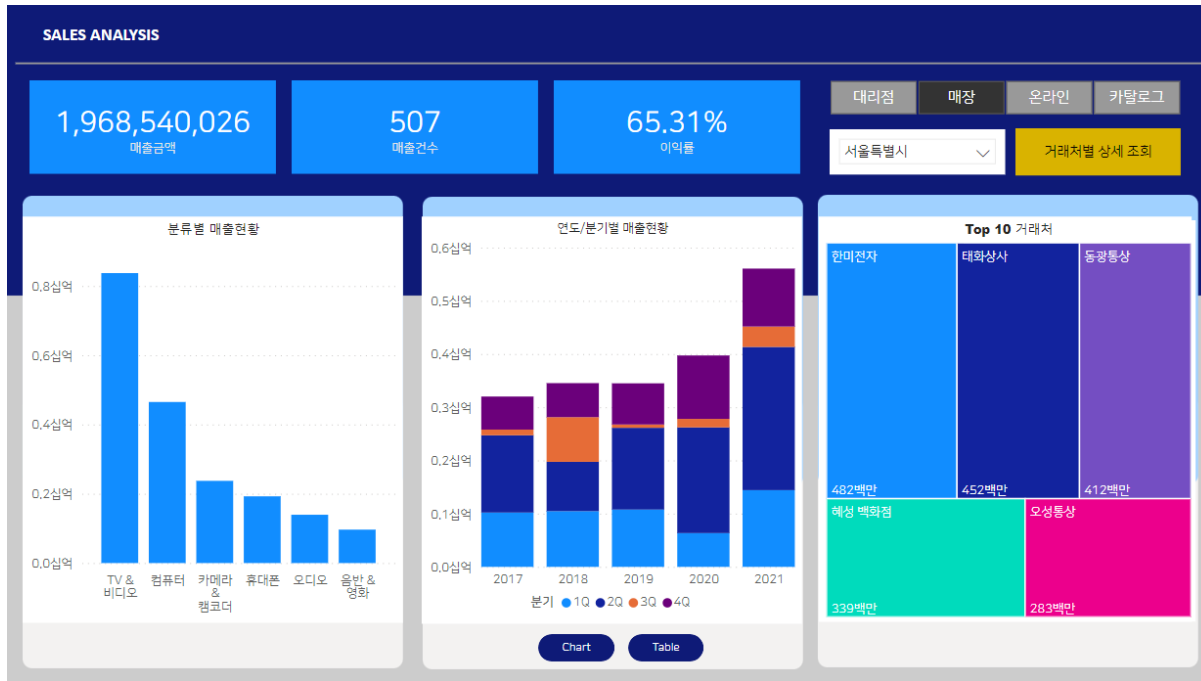 SALES ANALYSIS
1,968,540,026
매출금액
507
매출건수
65.31%
이익률
대리점
매장
온라인
카탈로그
서울특별시
거래처별 상세 조회
분류별 매출현황
0.8십억
0.6십억
0.4십억
0.2십억
0.0십억
TV &
비디오
컴퓨터
카메라
&
캠코더
휴대폰
오디오
음반 &
영화
연도/분기별 매출현황
0.6십억
0.5십억
0.4십억
0.3십억
0.2십억
0.1십억
0.0십억
2017
2018
2019
2020
2021
분기 1Q 2Q 3Q 4Q
Chart
Table
Top 10 거래처
한미전자
482백만
태화상사
452백만
동광통상
412백만
혜성 백화점
339백만
오성통상
283백만